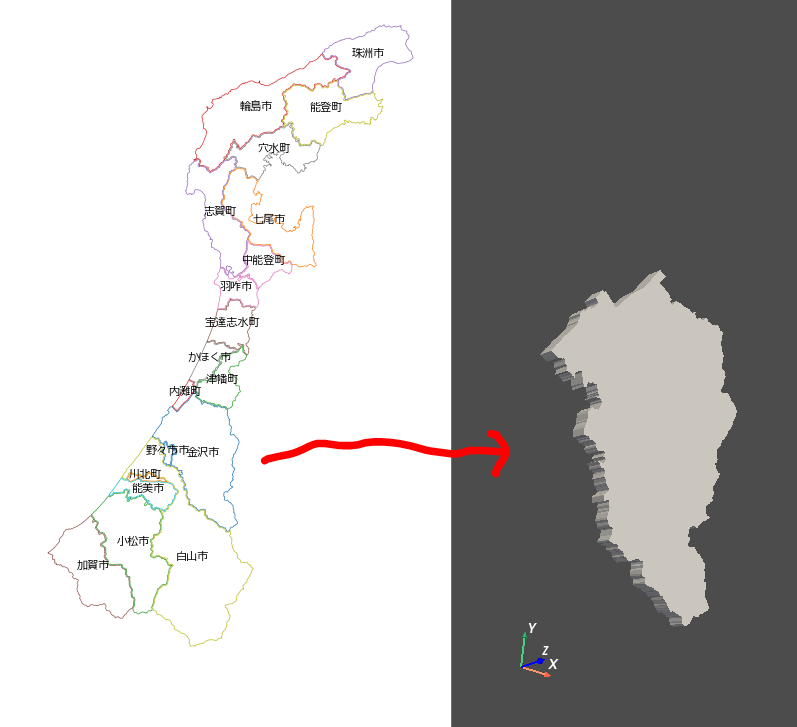 珠洲市
輪島市
能登町
穴水町
志賀町
七尾市
中能登町
羽咋市
宝達志水町
かほく市
津幡町
内灘町
野々市市
金沢市
川北町
能美市
小松市
白山市
加賀市
Y
Z
X